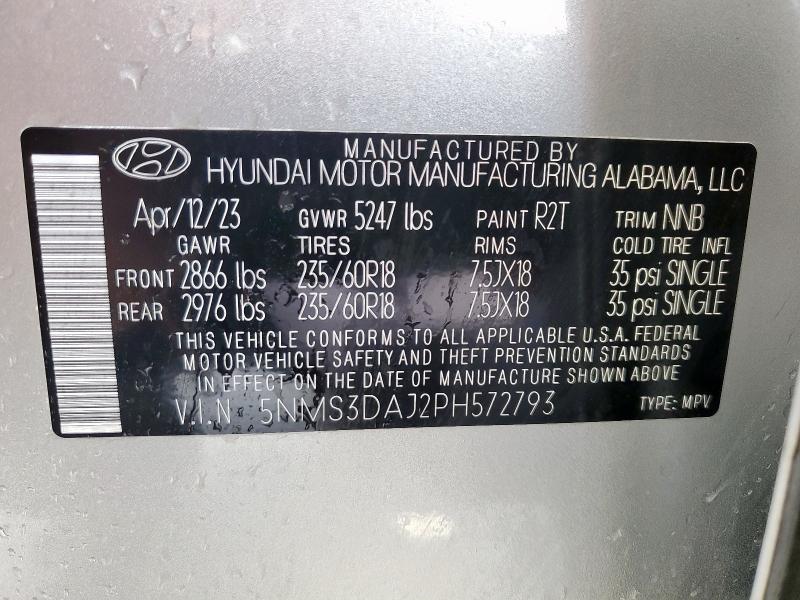 MANUFACTURED BY
HYUNDAI MOTOR MANUFACTURING ALABAMA, LLC
Apr/12/23 GVWR 5247 lbs PAINT R2T TRIM NNB
GAWR TIRES RIMS COLD TIRE INFL
FRONT 2866 lbs 235/60R18 7.5JX18 35 psi SINGLE
REAR 2976 lbs 235/60R18 7.5JX18 35 psi SINGLE
THIS VEHICLE CONFORMS TO ALL APPLICABLE U.S.A. FEDERAL
MOTOR VEHICLE SAFETY AND THEFT PREVENTION STANDARDS
IN EFFECT ON THE DATE OF MANUFACTURE SHOWN ABOVE
V.I.N: 5NMS3DAJ2PH572793 TYPE: MPV